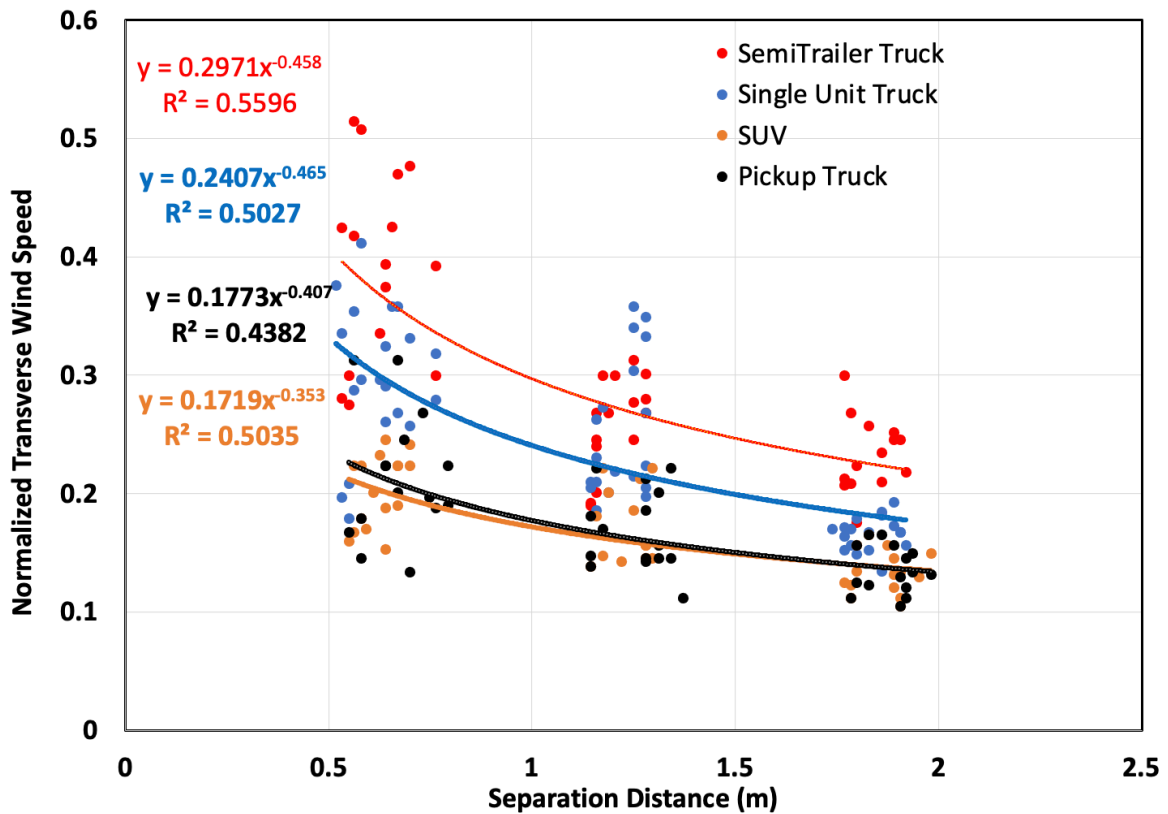 0.6
0.5
0.4
0.3
0.2
0.1
0
Normalized Transverse Wind Speed
y = 0.2971x^-0.458
R² = 0.5596
y = 0.2407x^-0.465
R² = 0.5027
y = 0.1773x^-0.407
R² = 0.4382
y = 0.1719x^-0.353
R² = 0.5035
SemiTrailer Truck
Single Unit Truck
SUV
Pickup Truck
0 0.5 1 1.5 2 2.5
Separation Distance (m)